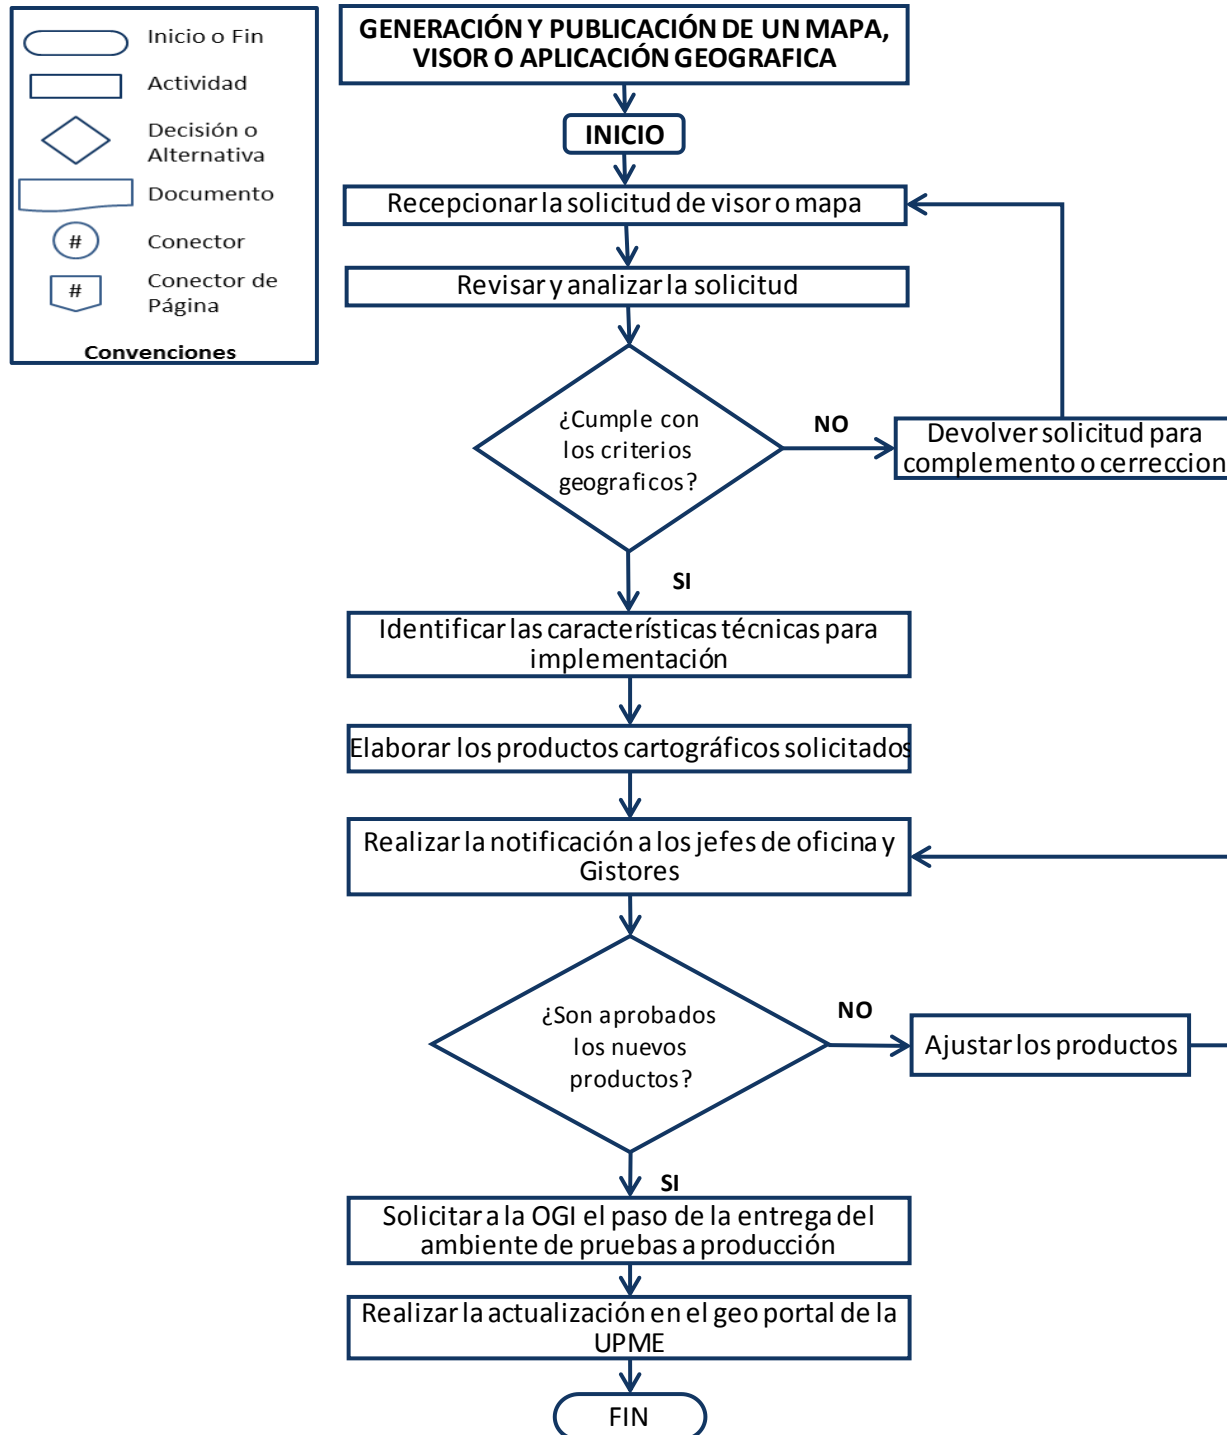 Inicio o Fin
Actividad
Decisión o
Alternativa
Documento
#
Conector
#
Conector de
Página
Convenciones
GENERACIÓN Y PUBLICACIÓN DE UN MAPA,
VISOR O APLICACIÓN GEOGRAFICA
INICIO
Recepcionar la solicitud de visor o mapa
Revisar y analizar la solicitud
¿Cumple con
los criterios
geograficos?
NO
Devolver solicitud para
complemento o cerreccion
SI
Identificar las características técnicas para
implementación
Elaborar los productos cartográficos solicitados
Realizar la notificación a los jefes de oficina y
Gistores
¿Son aprobados
los nuevos
productos?
NO
Ajustar los productos
SI
Solicitar a la OGI el paso de la entrega del
ambiente de pruebas a producción
Realizar la actualización en el geo portal de la
UPME
FIN